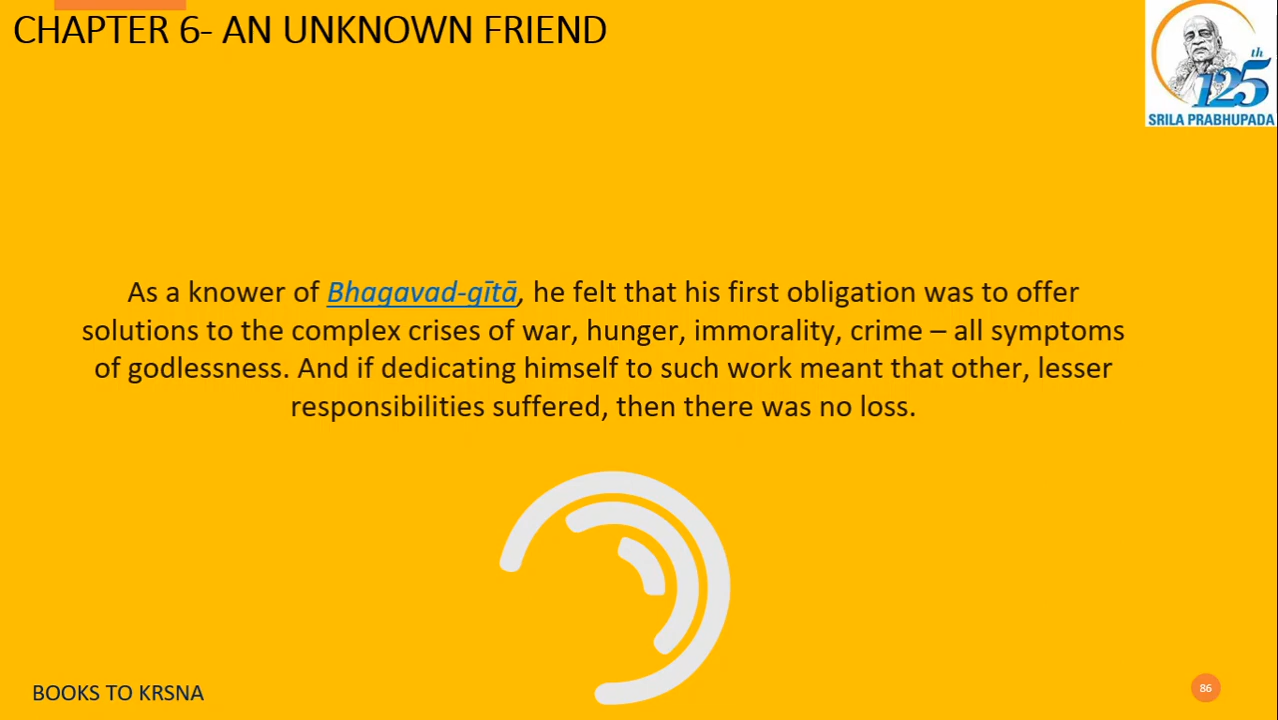 CHAPTER 6- AN UNKNOWN FRIEND
125th
SRILA PRABHUPADA
As a knower of Bhagavad-gītā, he felt that his first obligation was to offer
solutions to the complex crises of war, hunger, immorality, crime – all symptoms
of godlessness. And if dedicating himself to such work meant that other, lesser
responsibilities suffered, then there was no loss.
BOOKS TO KRSNA
86